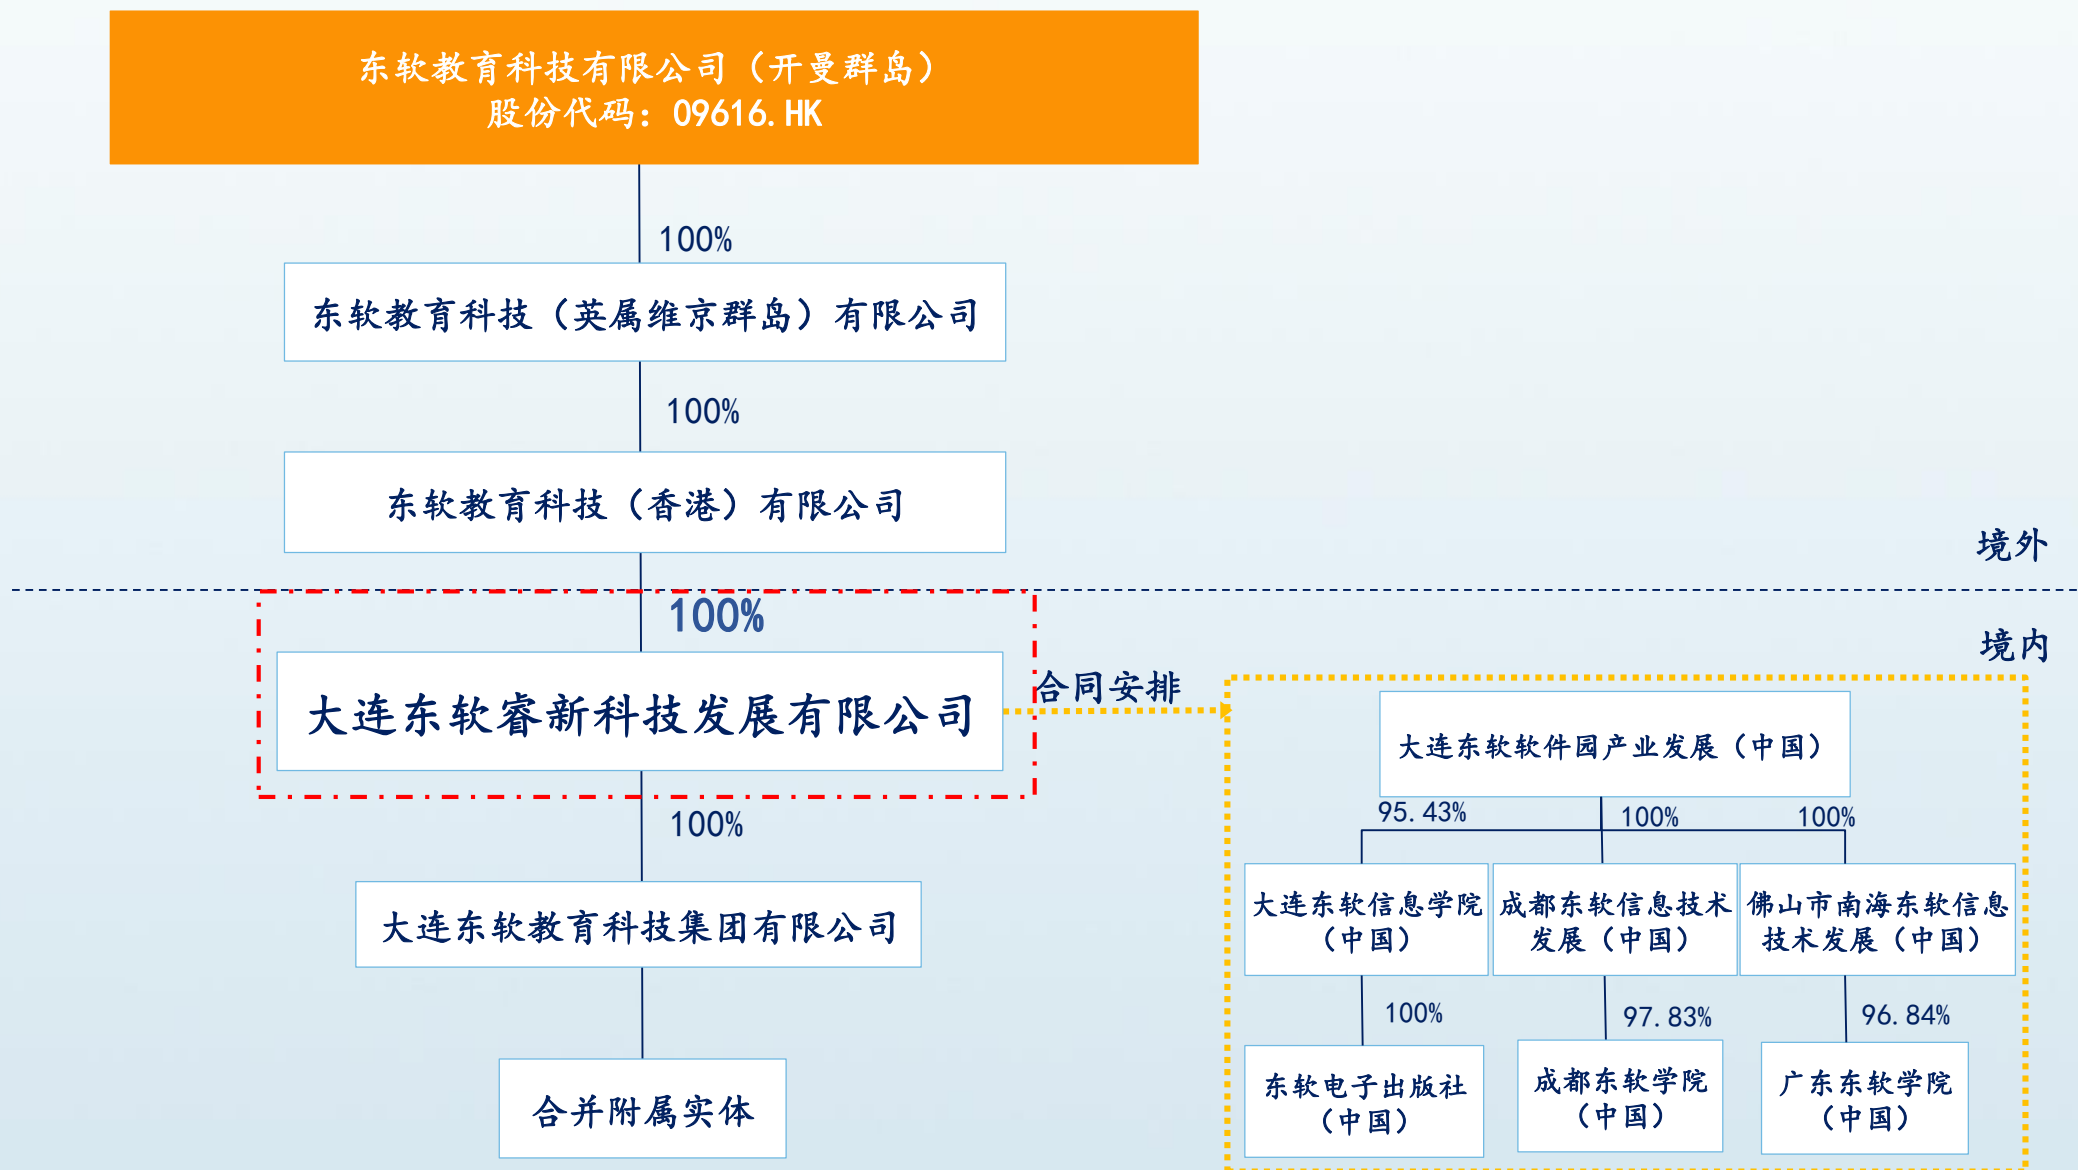 东软教育科技有限公司（开曼群岛）
股份代码：09616.HK
100%
东软教育科技（英属维京群岛）有限公司
100%
东软教育科技（香港）有限公司
境外
100%
境内
大连东软睿新科技发展有限公司
合同安排
100%
大连东软教育科技集团有限公司
合并附属实体
大连东软软件园产业发展（中国）
95.43%
100%
100%
大连东软信息学院
（中国）
成都东软信息技术
发展（中国）
佛山市南海东软信息
技术发展（中国）
100%
97.83%
96.84%
东软电子出版社
（中国）
成都东软学院
（中国）
广东东软学院
（中国）